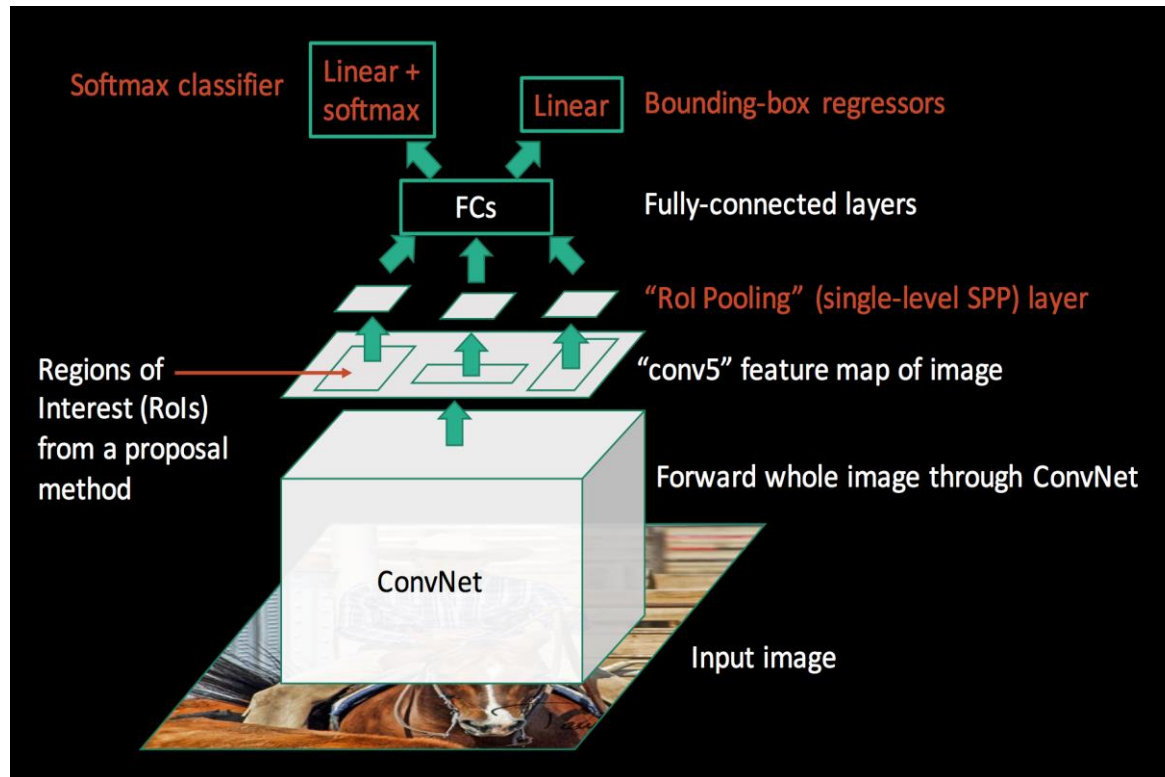 Softmax classifier
Linear +
softmax
Linear
Bounding-box regressors
FCs
Fully-connected layers
“RoI Pooling” (single-level SPP) layer
Regions of
Interest (RoIs)
from a proposal
method
“conv5” feature map of image
Forward whole image through ConvNet
ConvNet
Input image